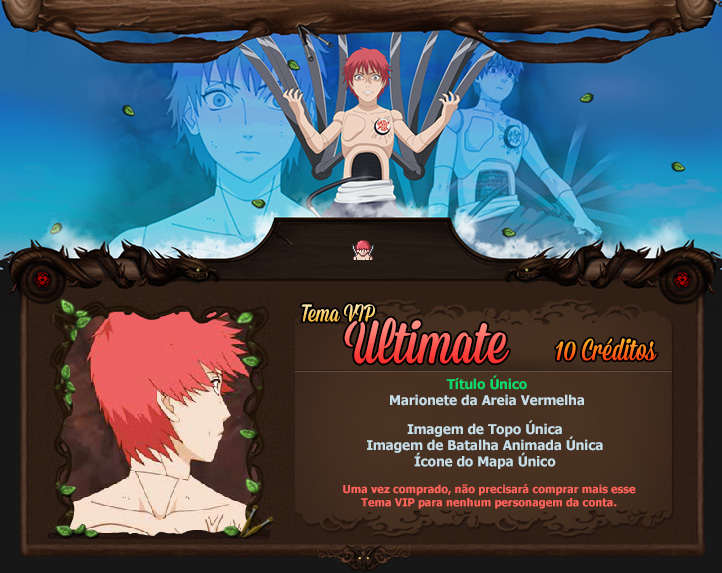 Tema VIP
Ultimate
10 Créditos
Título Único
Marionete da Areia Vermelha
Imagem de Topo Única
Imagem de Batalha Animada Única
Ícone do Mapa Único
Uma vez comprado, não precisará comprar mais esse
Tema VIP para nenhum personagem da conta.